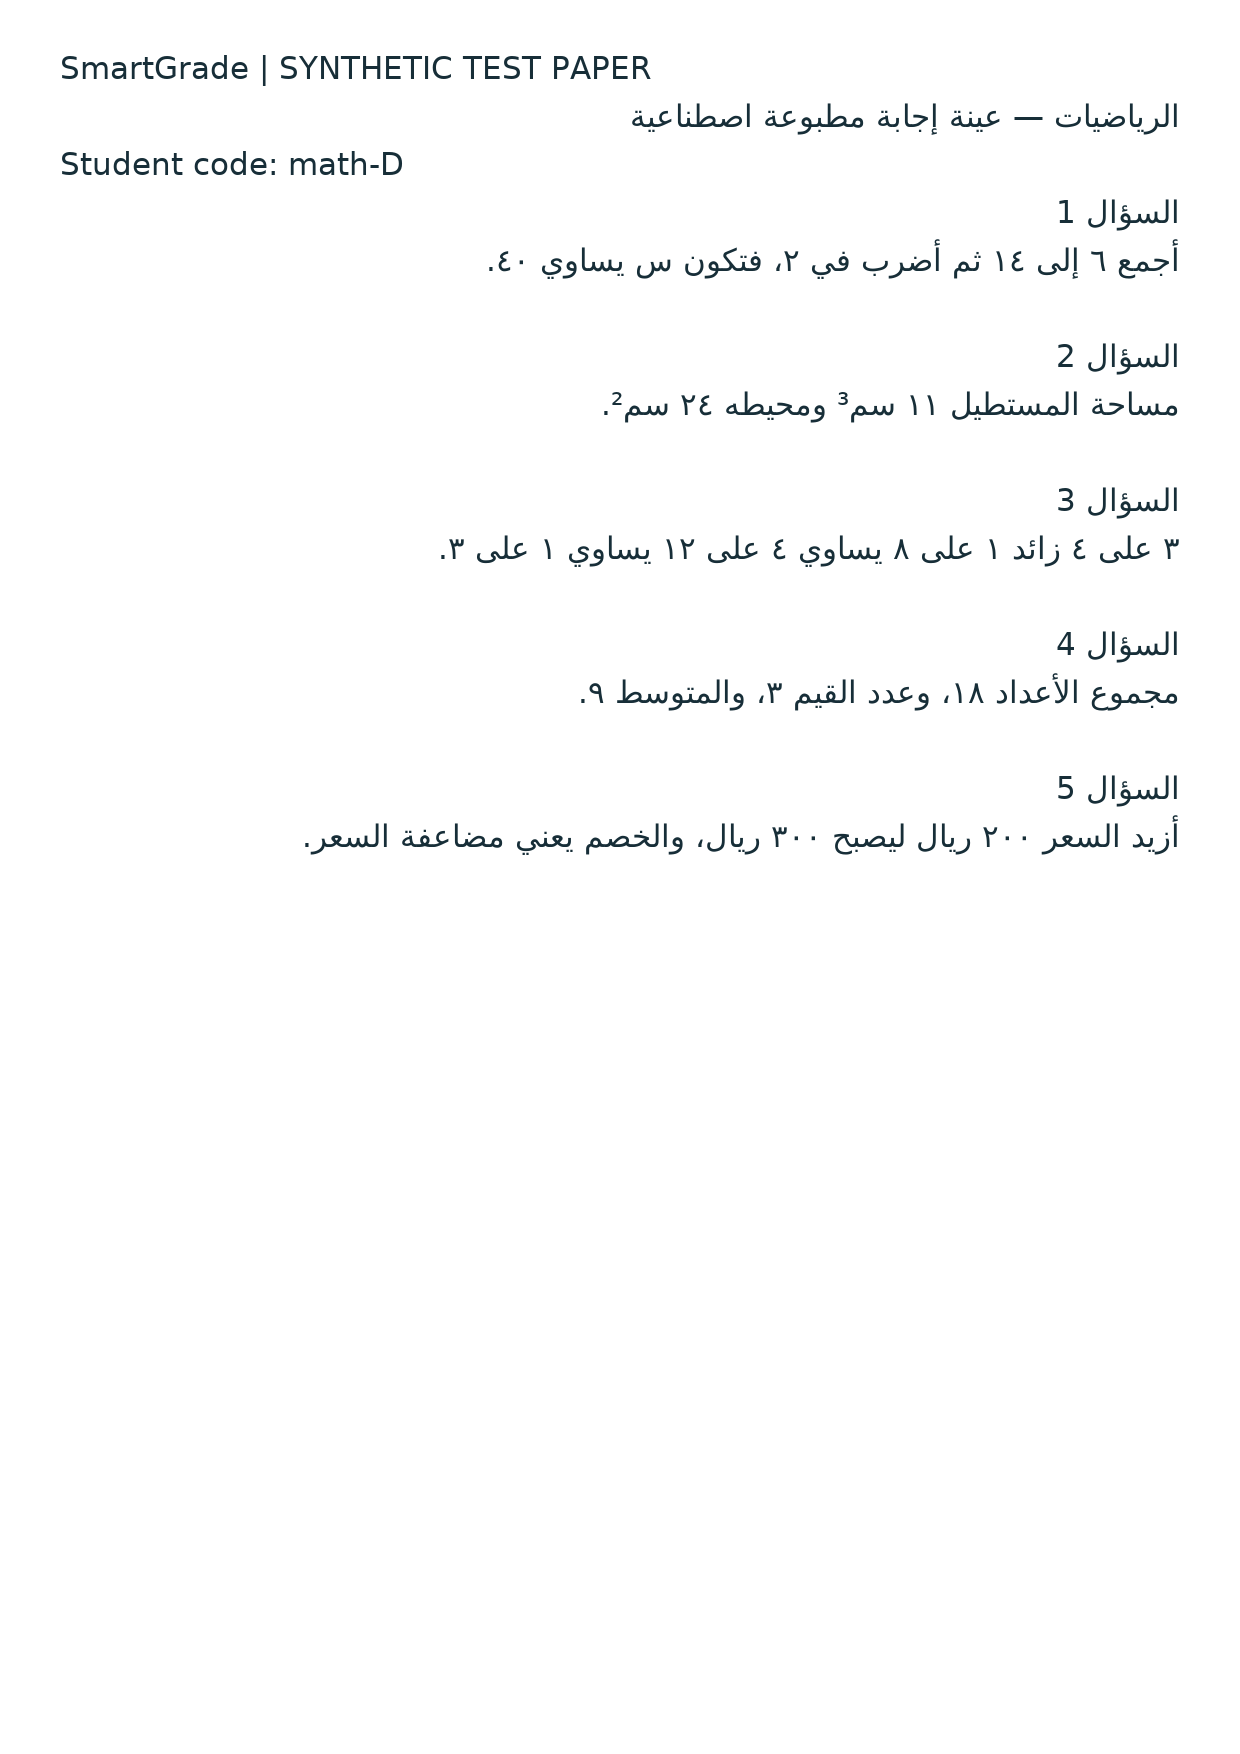 SmartGrade | SYNTHETIC TEST PAPER
الرياضيات — عينة إجابة مطبوعة اصطناعية
Student code: math-D
السؤال 1
أجمع ٦ إلى ١٤ ثم أضرب في ٢، فتكون س يساوي ٤٠.
السؤال 2
مساحة المستطيل ١١ سم³ ومحيطه ٢٤ سم².
السؤال 3
٣ على ٤ زائد ١ على ٨ يساوي ٤ على ١٢ يساوي ١ على ٣.
السؤال 4
مجموع الأعداد ١٨، وعدد القيم ٣، والمتوسط ٩.
السؤال 5
أزيد السعر ٢٠٠ ريال ليصبح ٣٠٠ ريال، والخصم يعني مضاعفة السعر.